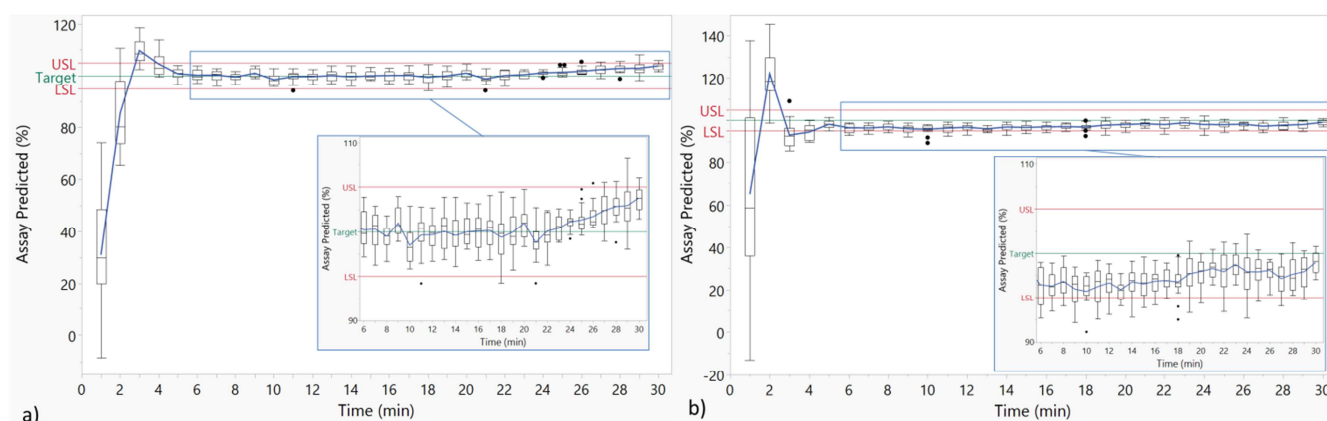 120
USL
Target
100
LSL
80
60
40
20
0
Assay Predicted (%)
0 2 4 6 8 10 12 14 16 18 20 22 24 26 28 30
Time (min)
a)
110
USL
Target
LSL
90
Assay Predicted (%)
6 8 10 12 14 16 18 20 22 24 26 28 30
Time (min)
140
120
USL
100
LSL
80
60
40
20
0
-20
Assay Predicted (%)
0 2 4 6 8 10 12 14 16 18 20 22 24 26 28 30
Time (min)
b)
110
USL
Target
LSL
90
Assay Predicted (%)
6 8 10 12 14 16 18 20 22 24 26 28 30
Time (min)